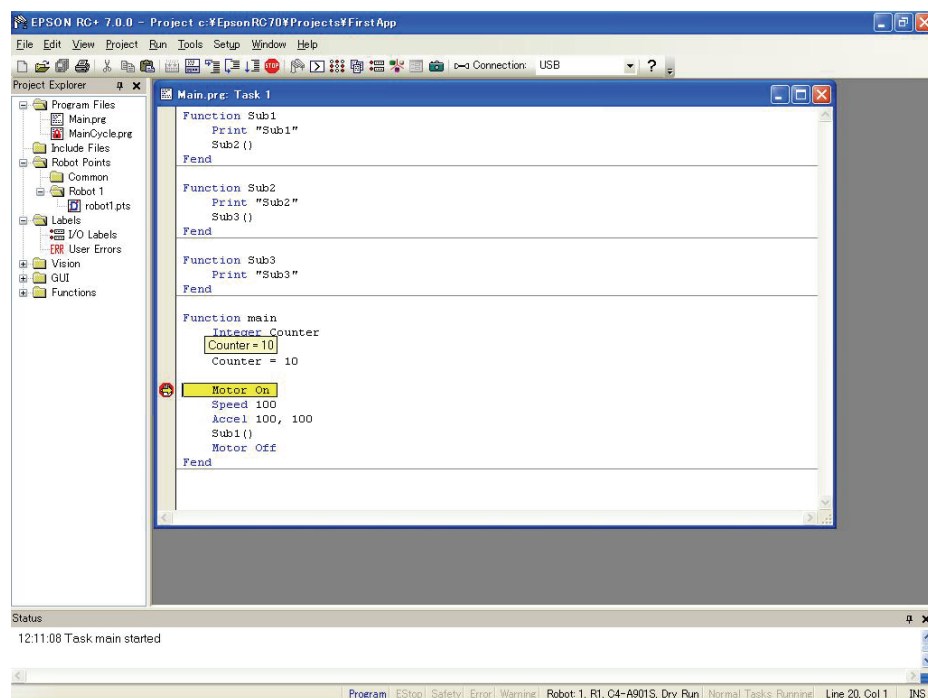 EPSON RC+ 7.0.0 - Project c:¥EpsonRC70¥Projects¥FirstApp
File Edit View Project Run Tools Setup Window Help
STOP Connection: USB ?
Project Explorer
Program Files
Main.prg
MainCycle.prg
Include Files
Robot Points
Common
Robot 1
robot1.pts
Labels
I/O Labels
ERR User Errors
Vision
GUI
Functions
Main.prg: Task 1
Function Sub1
Print "Sub1"
Sub2()
Fend
Function Sub2
Print "Sub2"
Sub3()
Fend
Function Sub3
Print "Sub3"
Fend
Function main
Integer Counter
Counter = 10
Counter = 10
Motor On
Speed 100
Accel 100, 100
Sub1()
Motor Off
Fend
Status
12:11:08 Task main started
Program EStop Safety Error Warning Robot: 1, R1, C4-A901S, Dry Run Normal Tasks Running Line 20, Col 1 INS